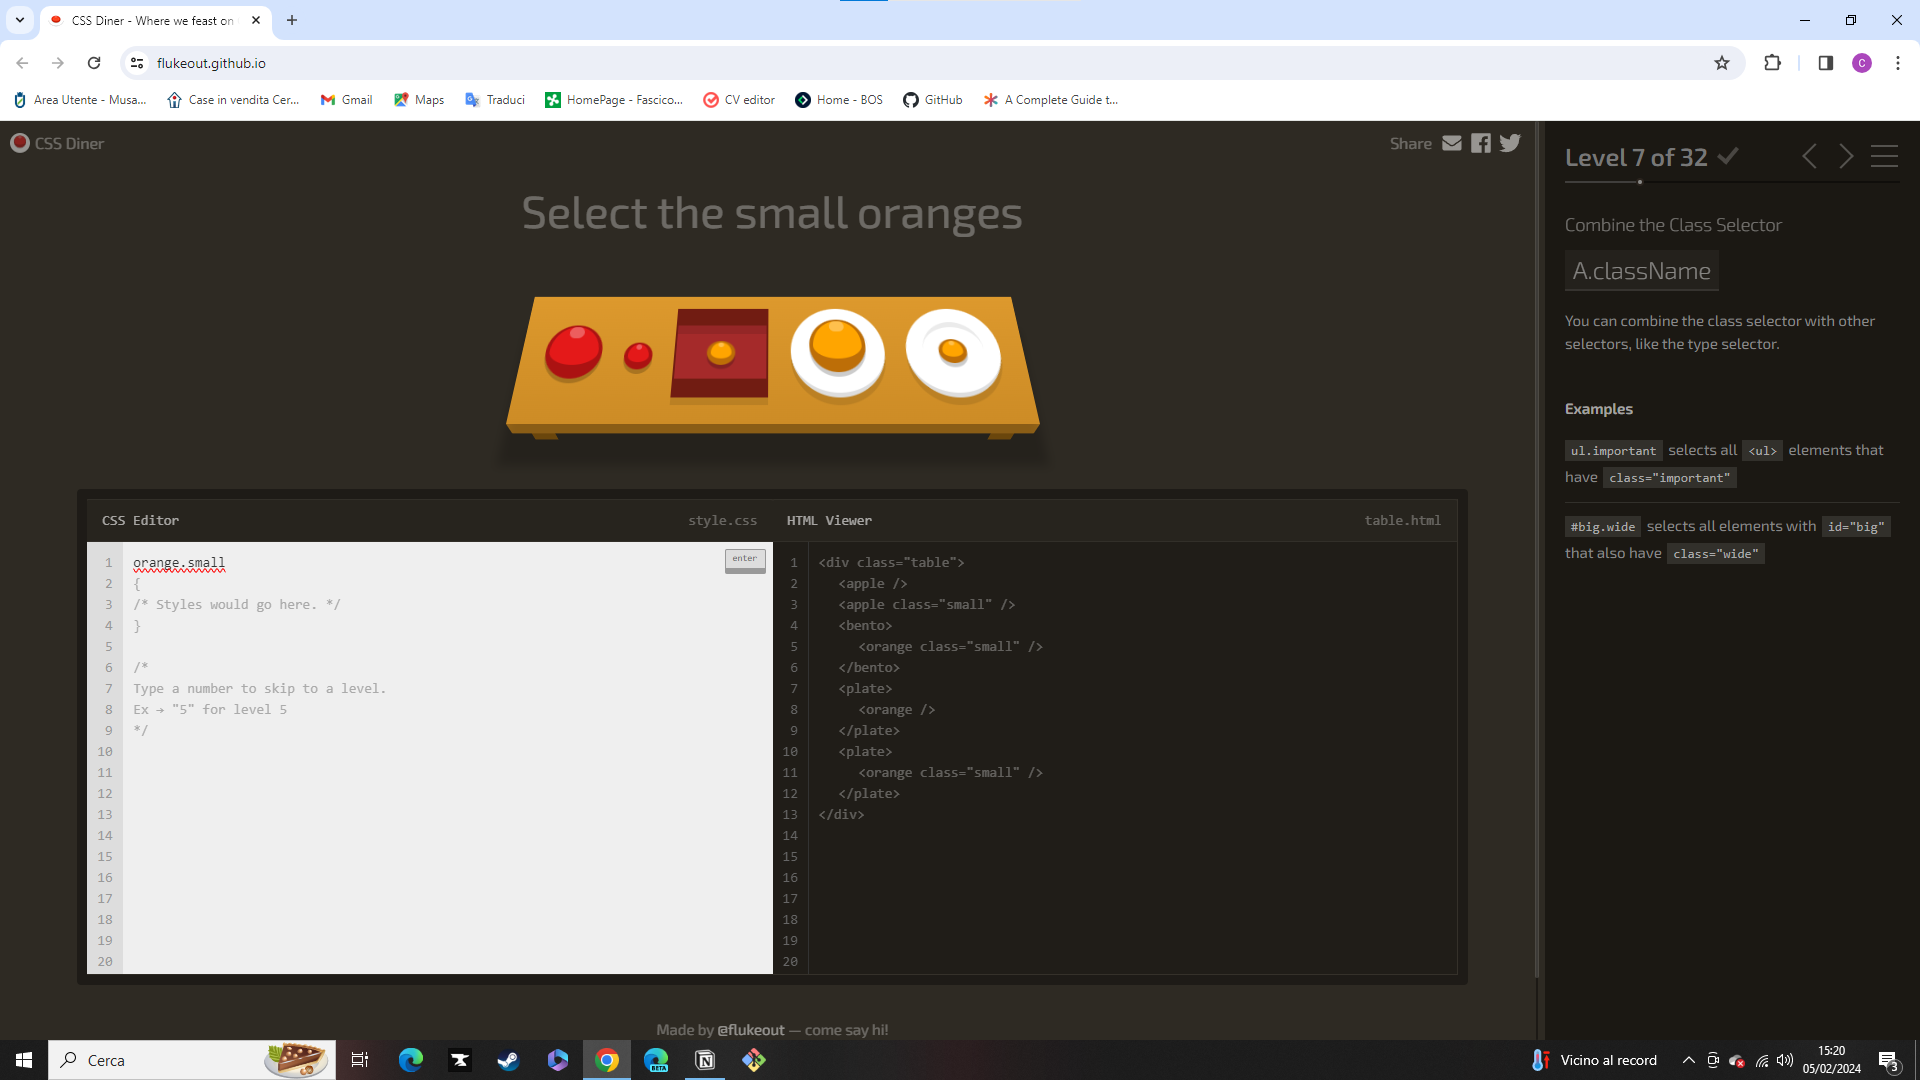 CSS Diner - Where we feast on
flukeout.github.io
C
Area Utente - Musa...
Case in vendita Cer...
Gmail
Maps
Traduci
HomePage - Fascico...
CV editor
Home - BOS
GitHub
A Complete Guide t...
CSS Diner
Share
Select the small oranges
CSS Editor
style.css
HTML Viewer
table.html
enter
1 orange.small
2 {
3 /* Styles would go here. */
4 }
5
6 /*
7 Type a number to skip to a level.
8 Ex → "5" for level 5
9 */
10
11
12
13
14
15
16
17
18
19
20
1 <div class="table">
2 <apple />
3 <apple class="small" />
4 <bento>
5 <orange class="small" />
6 </bento>
7 <plate>
8 <orange />
9 </plate>
10 <plate>
11 <orange class="small" />
12 </plate>
13 </div>
14
15
16
17
18
19
20
Made by @flukeout — come say hi!
Level 7 of 32
Combine the Class Selector
A.className
You can combine the class selector with other
selectors, like the type selector.
Examples
ul.important selects all <ul> elements that
have class="important"
#big.wide selects all elements with id="big"
that also have class="wide"
Cerca
BETA
Vicino al record
15:20
05/02/2024
3